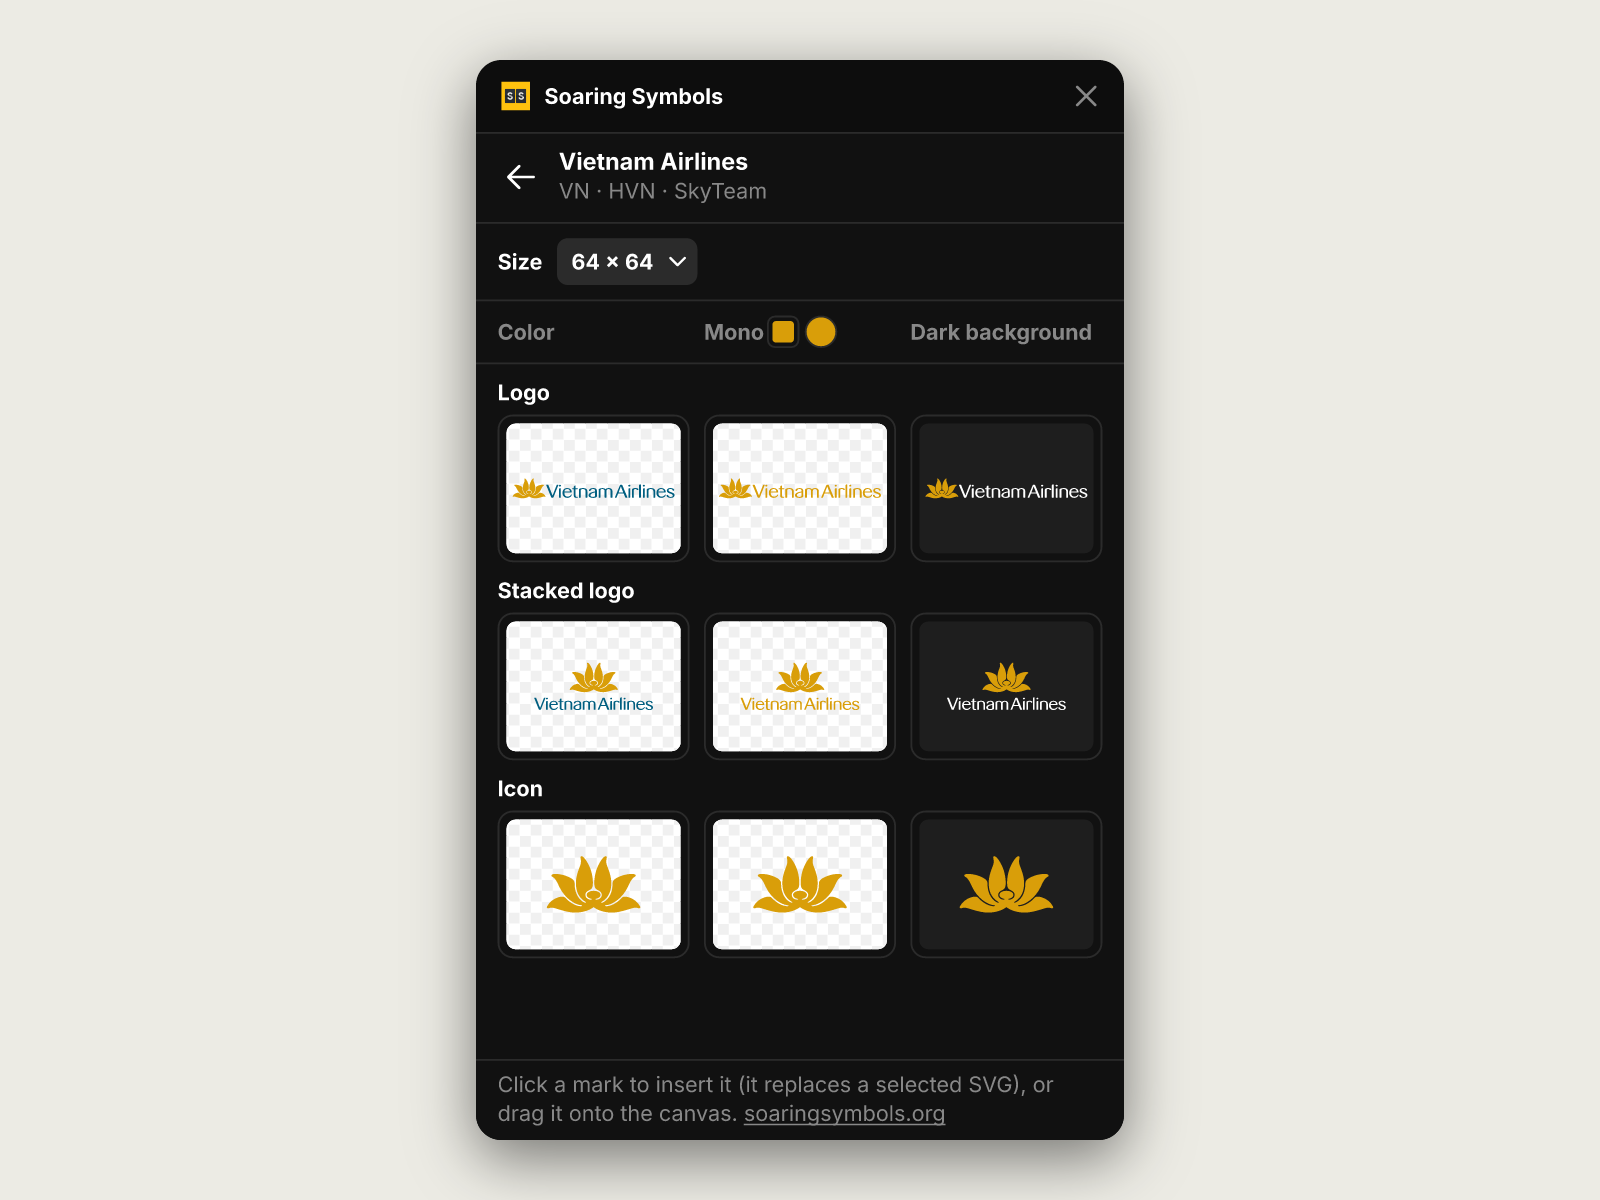 S S Soaring Symbols
Vietnam Airlines
VN · HVN · SkyTeam
Size 64 × 64
Color Mono Dark background
Logo
Vietnam Airlines Vietnam Airlines Vietnam Airlines
Stacked logo
Vietnam Airlines Vietnam Airlines Vietnam Airlines
Icon
Click a mark to insert it (it replaces a selected SVG), or
drag it onto the canvas. soaringsymbols.org